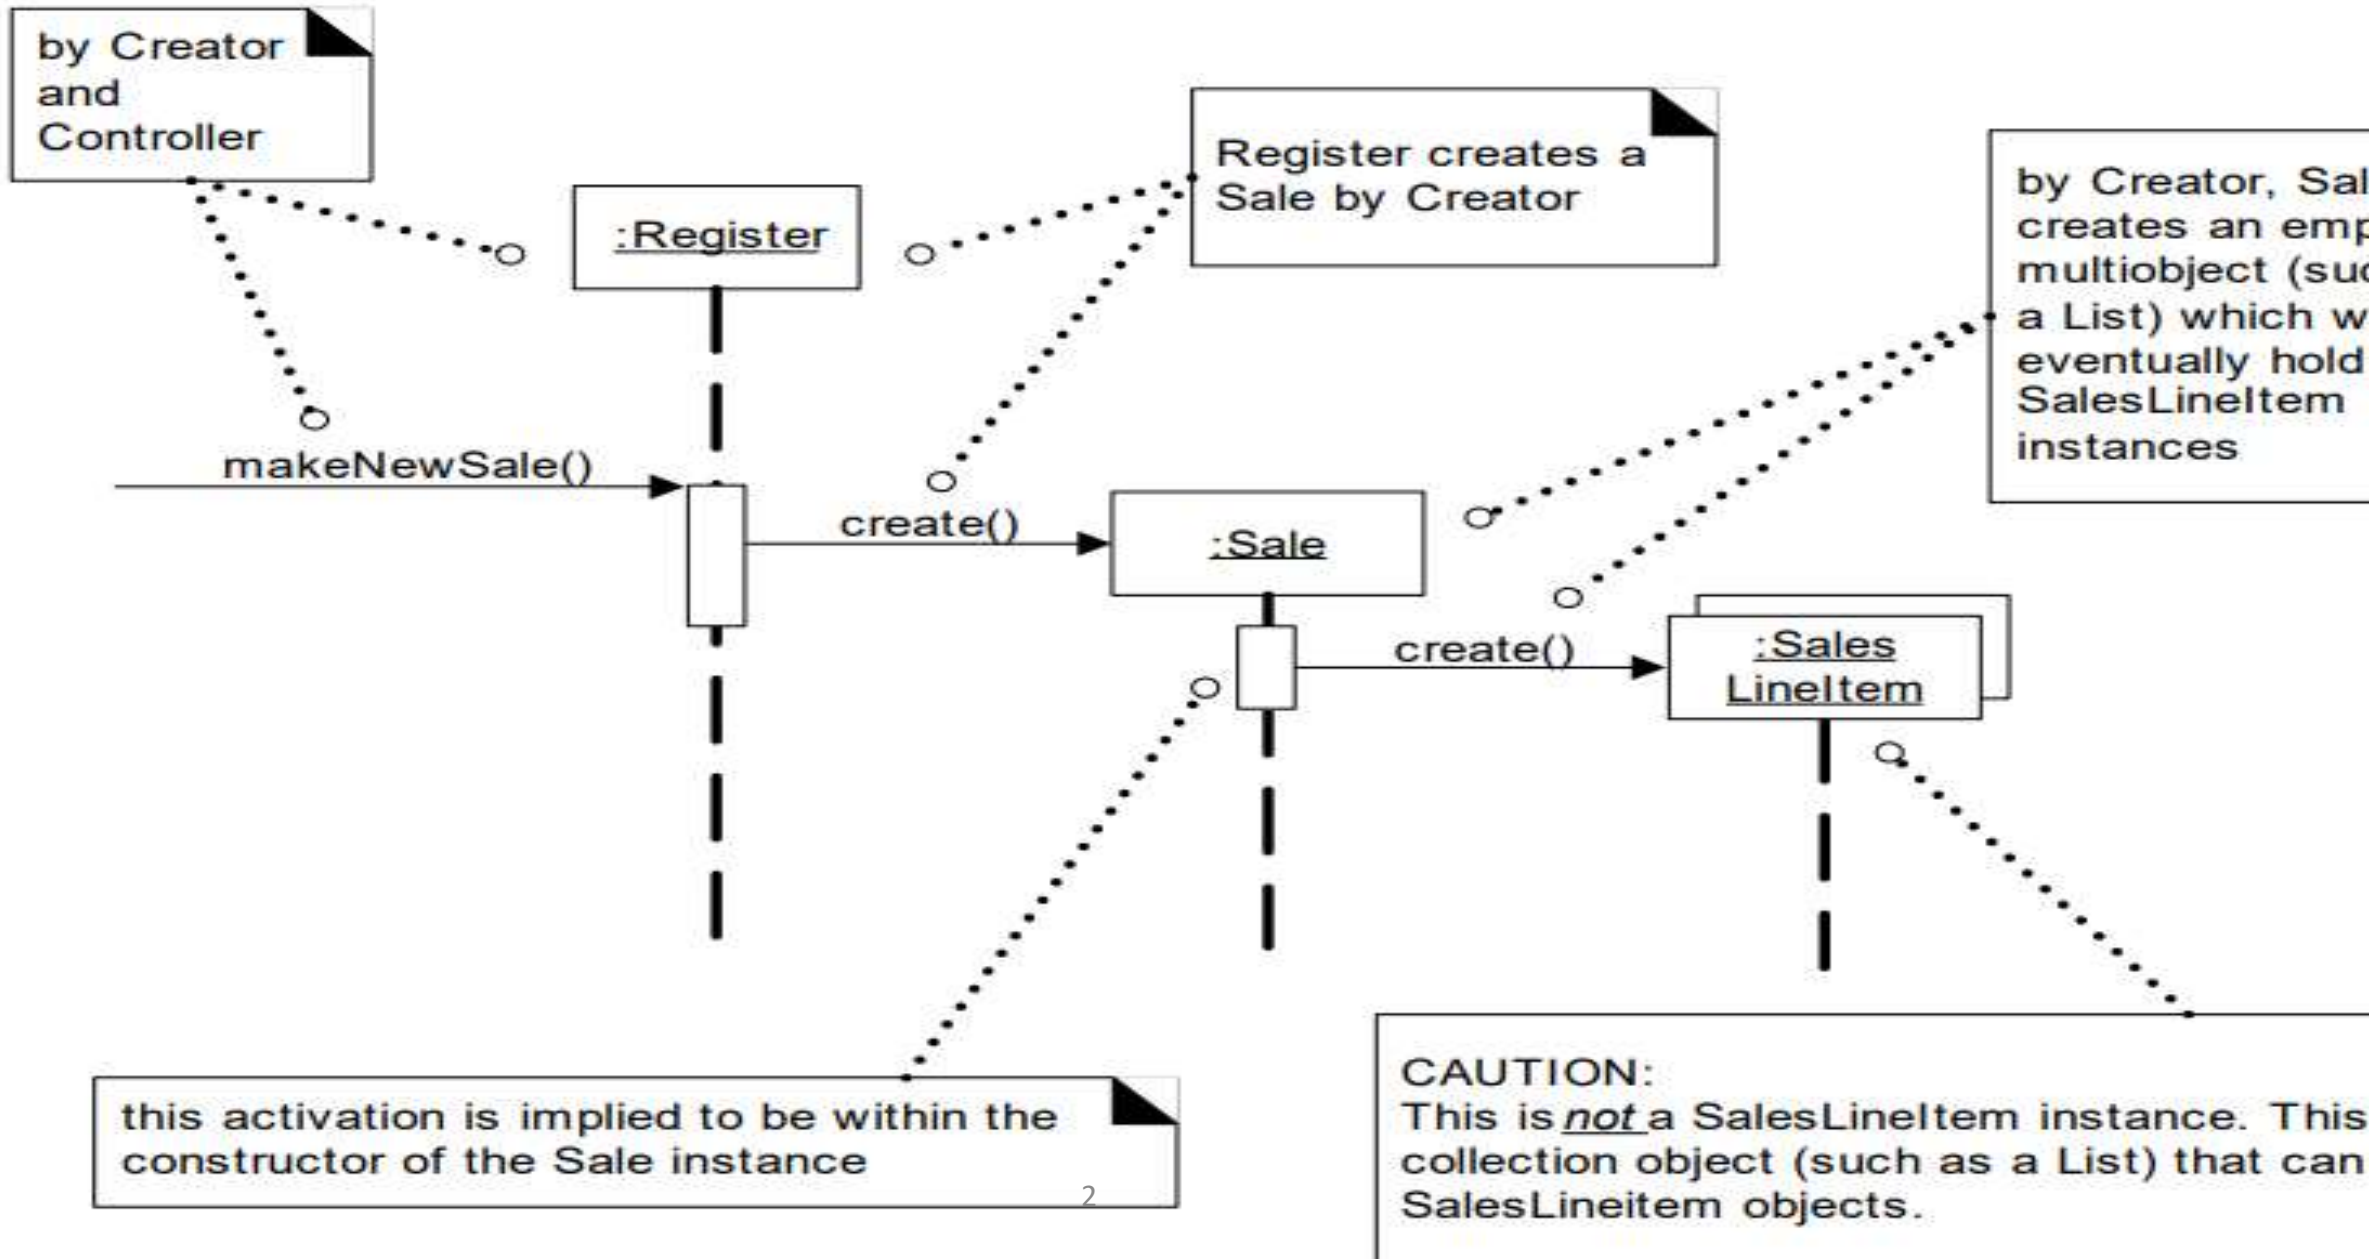 by Creator
and
Controller
Register creates a
Sale by Creator
by Creator, Sal
creates an emp
multiobject (suc
a List) which w
eventually hold
SalesLineItem
instances
:Register
makeNewSale()
create()
:Sale
create()
:Sales
LineItem
this activation is implied to be within the
constructor of the Sale instance
2
CAUTION:
This is not a SalesLineItem instance. This
collection object (such as a List) that can
SalesLineitem objects.